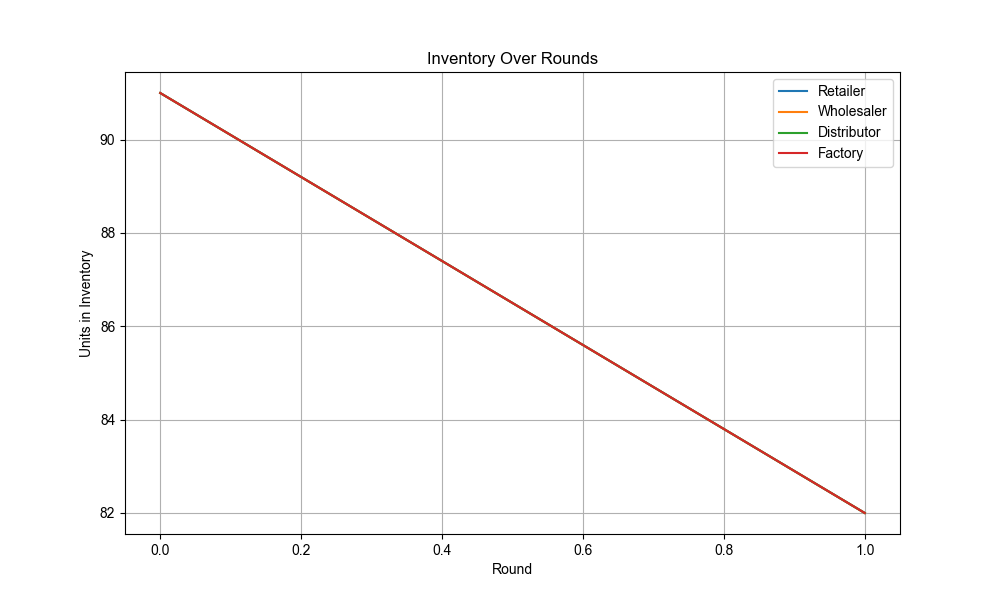 Inventory Over Rounds
Retailer
Wholesaler
Distributor
Factory
Units in Inventory
90
88
86
84
82
0.0 0.2 0.4 0.6 0.8 1.0
Round